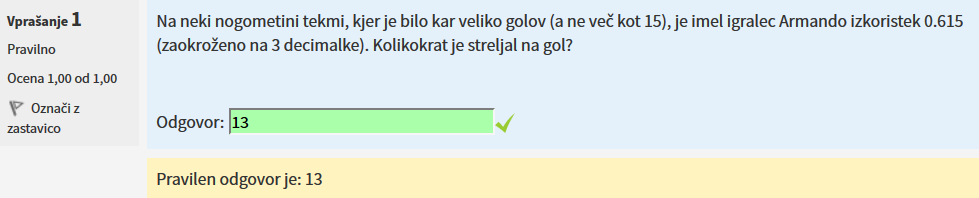 Vprašanje 1
Pravilno
Ocena 1,00 od 1,00
Označi z
zastavico
Na neki nogometini tekmi, kjer je bilo kar veliko golov (a ne več kot 15), je imel igralec Armando izkoristek 0.615
(zaokroženo na 3 decimalke). Kolikokrat je streljal na gol?
Odgovor: 13
Pravilen odgovor je: 13